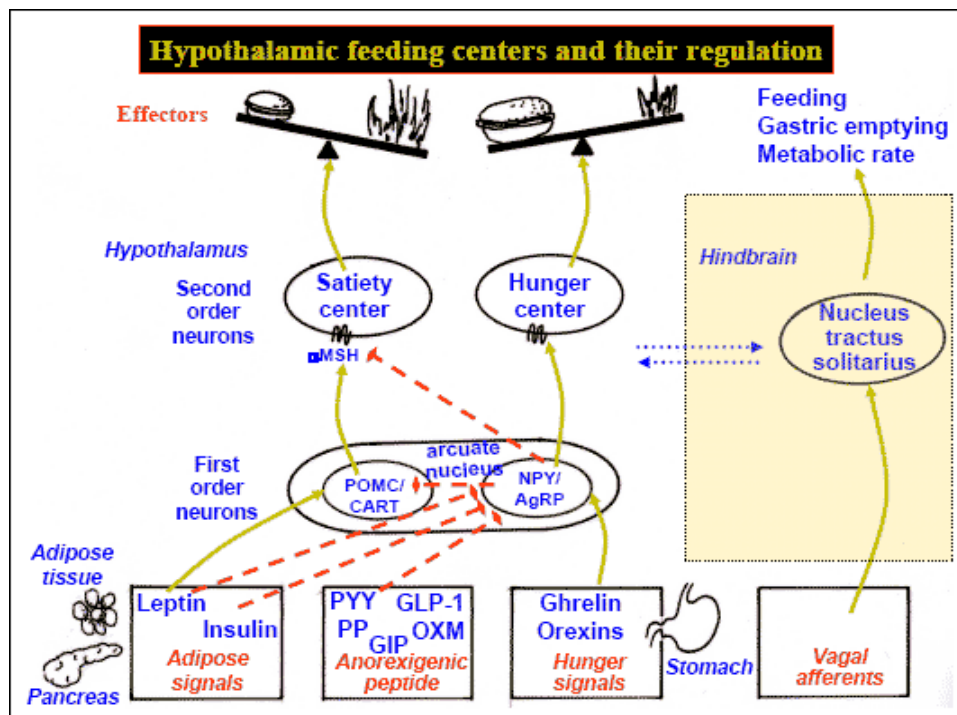 Hypothalamic feeding centers and their regulation
Effectors
Feeding
Gastric emptying
Metabolic rate
Hypothalamus
Second order neurons
Satiety center
Hunger center
Hindbrain
Nucleus tractus solitarius
αMSH
First order neurons
arcuate nucleus
POMC/
CART
NPY/
AgRP
Adipose tissue
Pancreas
Leptin
Insulin
Adipose signals
PYY GLP-1
PP GIP OXM
Anorexigenic peptide
Ghrelin
Orexins
Hunger signals
Stomach
Vagal afferents